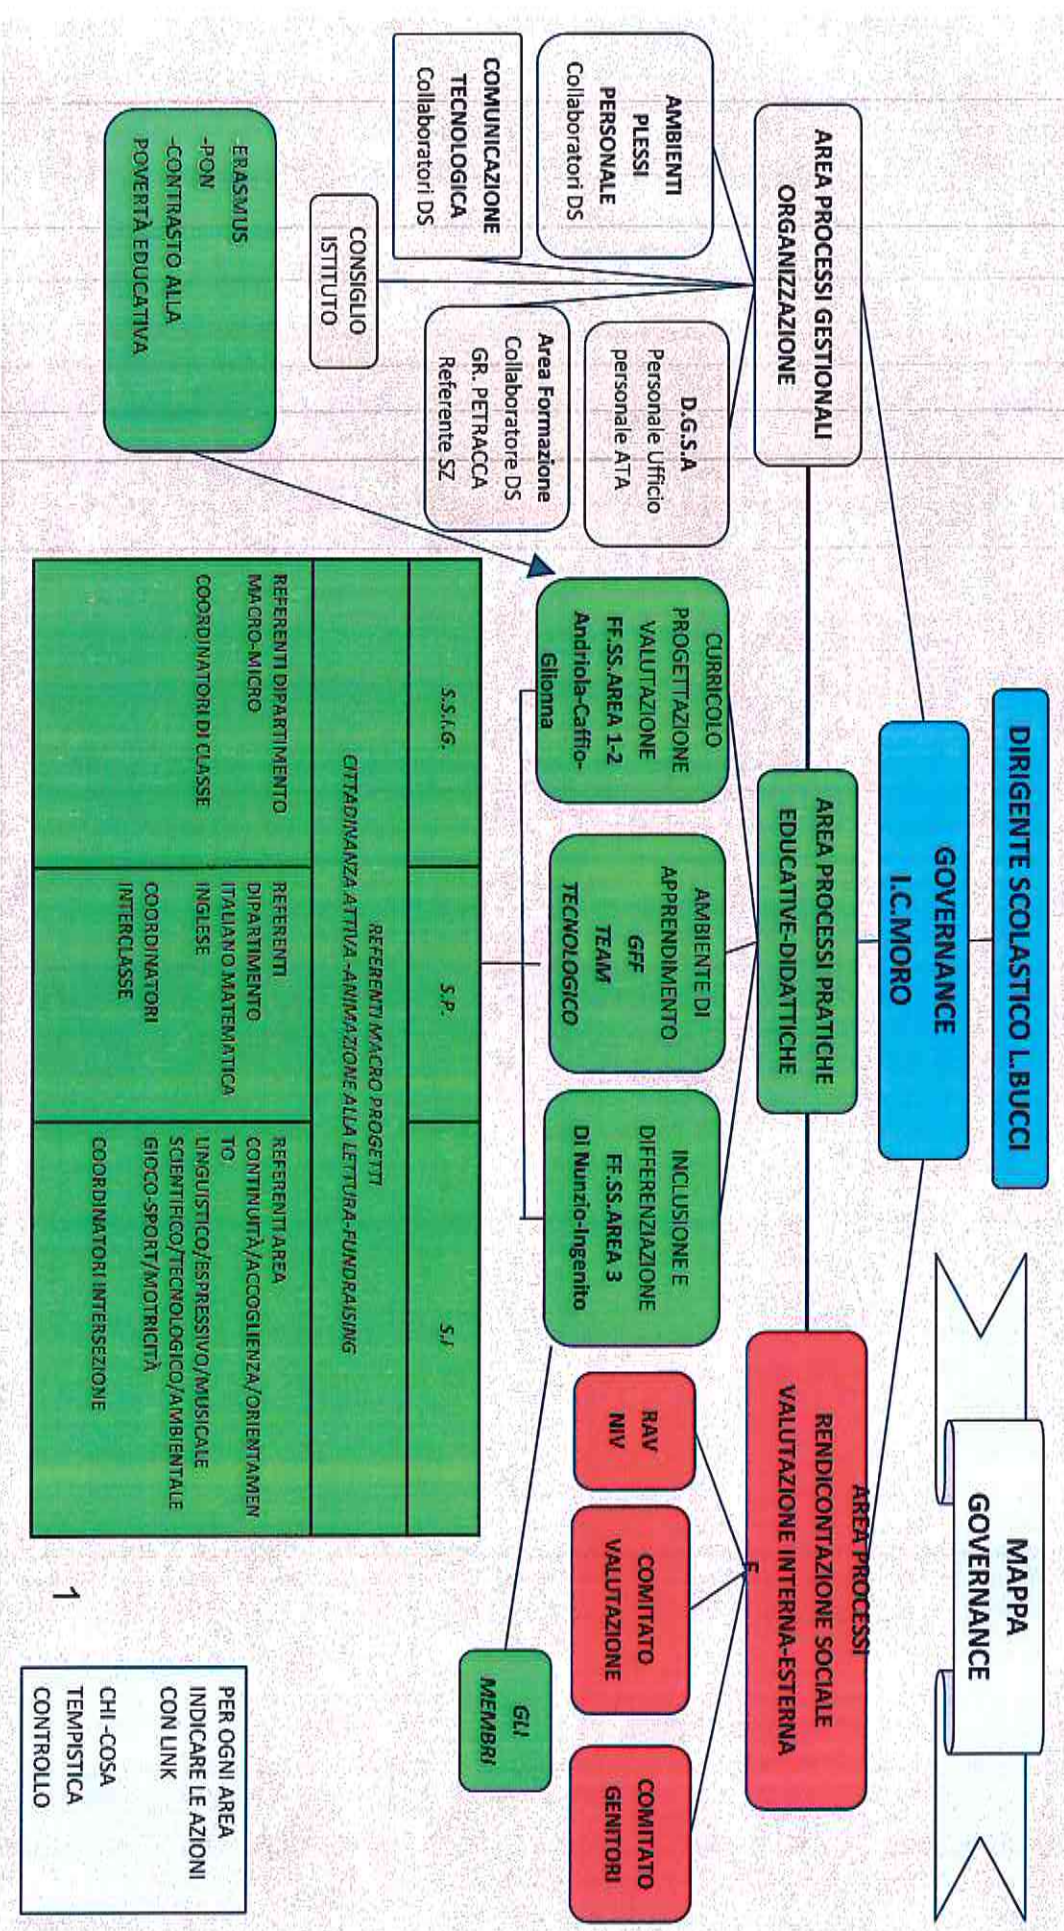 MAPPA
GOVERNANCE
DIRIGENTE SCOLASTICO L.BUCCI
GOVERNANCE
I.C.MORO
AREA PROCESSI GESTIONALI
ORGANIZZAZIONE
AREA PROCESSI PRATICHE
EDUCATIVE-DIDATTICHE
AREA PROCESSI
RENDICONTAZIONE SOCIALE
VALUTAZIONE INTERNA-ESTERNA
E
AMBIENTI
PLESSI
PERSONALE
Collaboratori DS
D.G.S.A
Personale Ufficio
personale ATA
COMUNICAZIONE
TECNOLOGICA
Collaboratori DS
Area Formazione
Collaboratore DS
GR. PETRACCA
Referente SZ
CONSIGLIO
ISTITUTO
-ERASMUS
-PON
-CONTRASTO ALLA
POVERTÀ EDUCATIVA
CURRICOLO
PROGETTAZIONE
VALUTAZIONE
FF.SS.AREA 1-2
Andriola-Caffio-
Glionna
AMBIENTE DI
APPRENDIMENTO
GFF
TEAM
TECNOLOGICO
INCLUSIONE E
DIFFERENZIAZIONE
FF.SS.AREA 3
Di Nunzio-Ingenito
RAV
NIV
COMITATO
VALUTAZIONE
COMITATO
GENITORI
GLI
MEMBRI
S.S.I.G.
S.P.
S.I
REFERENTI MACRO PROGETTI
CITTADINANZA ATTIVA -ANIMAZIONE ALLA LETTURA-FUNDRAISING
REFERENTI DIPARTIMENTO
MACRO-MICRO
COORDINATORI DI CLASSE
REFERENTI
DIPARTIMENTO
ITALIANO MATEMATICA
INGLESE
COORDINATORI
INTERCLASSE
REFERENTI AREA
CONTINUITÀ/ACCOGLIENZA/ORIENTAMEN
TO
LINGUISTICO/ESPRESSIVO/MUSICALE
SCIENTIFICO/TECNOLOGICO/AMBIENTALE
GIOCO-SPORT/MOTRICITÀ
COORDINATORI INTERSEZIONE
1
PER OGNI AREA
INDICARE LE AZIONI
CON LINK
CHI -COSA
TEMPISTICA
CONTROLLO